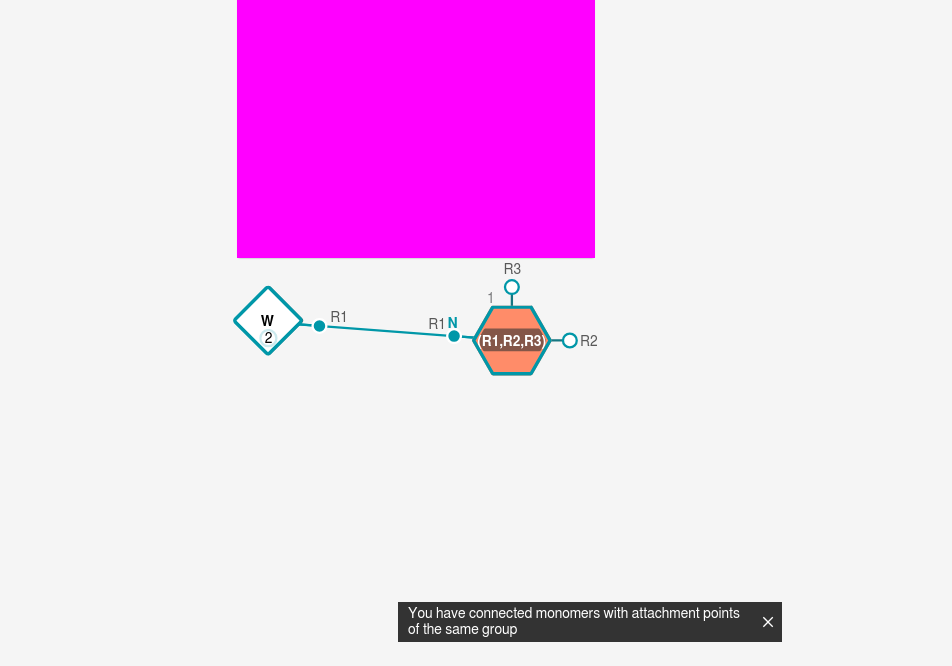 R3
1
R1
R1 N
W
2
R1,R2,R3
R2
You have connected monomers with attachment points
of the same group